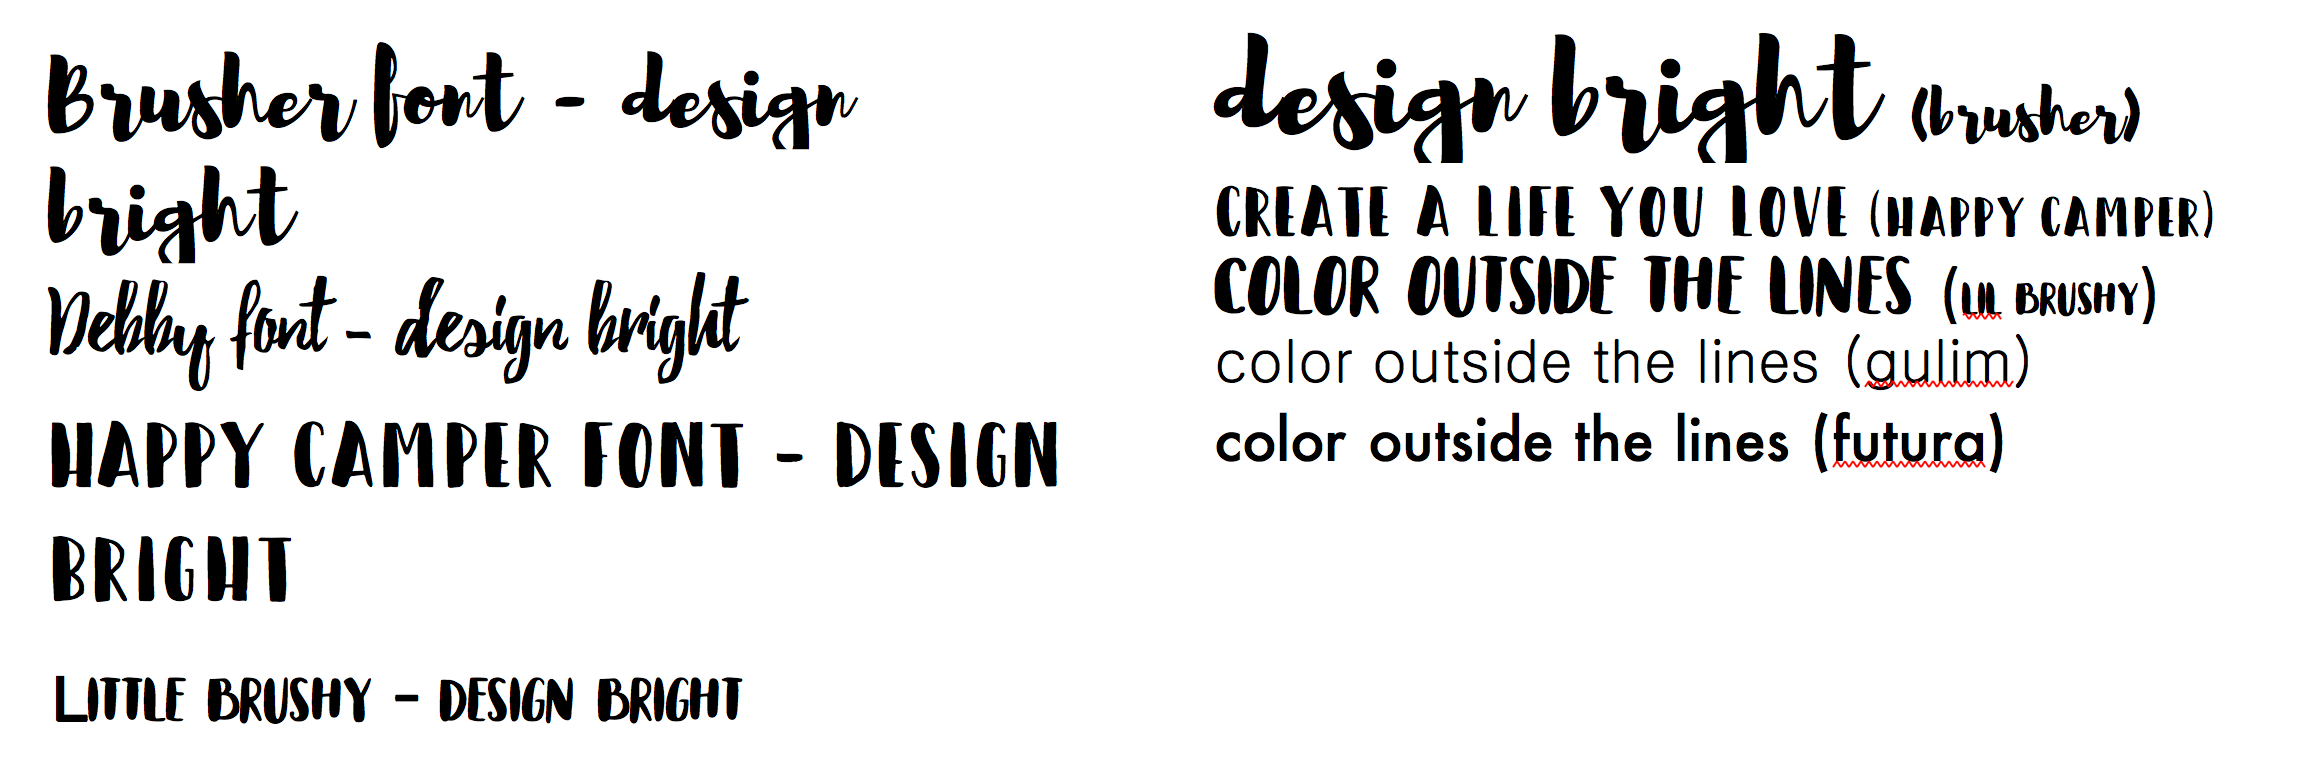 Brusher font - design
bright
Debby font - design bright
HAPPY CAMPER FONT - DESIGN
BRIGHT
LITTLE BRUSHY - DESIGN BRIGHT
design bright (brusher)
CREATE A LIFE YOU LOVE (HAPPY CAMPER)
COLOR OUTSIDE THE LINES (LIL BRUSHY)
color outside the lines (gulim)
color outside the lines (futura)